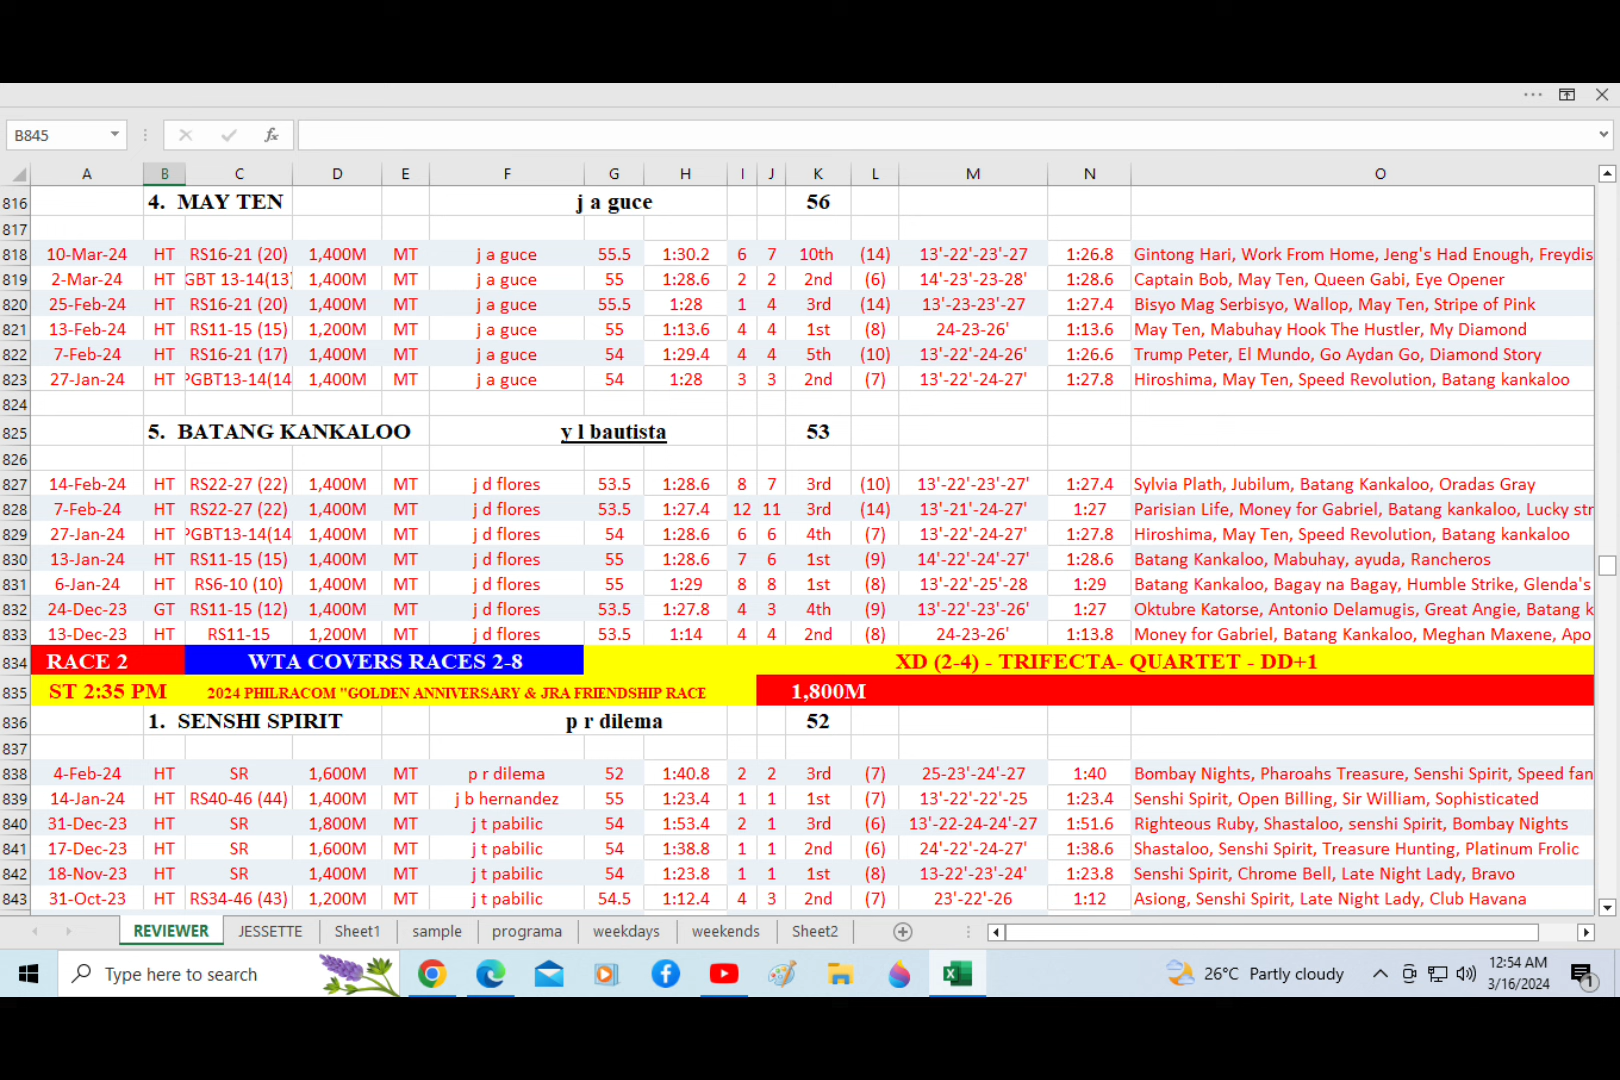 B845
fx
A B C D E F G H I J K L M N O
816 4. MAY TEN j a guce 56
817
818 10-Mar-24 HT RS16-21 (20) 1,400M MT j a guce 55.5 1:30.2 6 7 10th (14) 13'-22'-23'-27 1:26.8 Gintong Hari, Work From Home, Jeng's Had Enough, Freydis
819 2-Mar-24 HT GBT 13-14(13) 1,400M MT j a guce 55 1:28.6 2 2 2nd (6) 14'-23'-23-28' 1:28.6 Captain Bob, May Ten, Queen Gabi, Eye Opener
820 25-Feb-24 HT RS16-21 (20) 1,400M MT j a guce 55.5 1:28 1 4 3rd (14) 13'-23-23'-27 1:27.4 Bisyo Mag Serbisyo, Wallop, May Ten, Stripe of Pink
821 13-Feb-24 HT RS11-15 (15) 1,200M MT j a guce 55 1:13.6 4 4 1st (8) 24-23-26' 1:13.6 May Ten, Mabuhay Hook The Hustler, My Diamond
822 7-Feb-24 HT RS16-21 (17) 1,400M MT j a guce 54 1:29.4 4 4 5th (10) 13'-22'-24-26' 1:26.6 Trump Peter, El Mundo, Go Aydan Go, Diamond Story
823 27-Jan-24 HT PGBT13-14(14 1,400M MT j a guce 54 1:28 3 3 2nd (7) 13'-22'-24-27' 1:27.8 Hiroshima, May Ten, Speed Revolution, Batang kankaloo
824
825 5. BATANG KANKALOO y l bautista 53
826
827 14-Feb-24 HT RS22-27 (22) 1,400M MT j d flores 53.5 1:28.6 8 7 3rd (10) 13'-22'-23'-27' 1:27.4 Sylvia Plath, Jubilum, Batang Kankaloo, Oradas Gray
828 7-Feb-24 HT RS22-27 (22) 1,400M MT j d flores 53.5 1:27.4 12 11 3rd (14) 13'-21'-24-27' 1:27 Parisian Life, Money for Gabriel, Batang kankaloo, Lucky str
829 27-Jan-24 HT PGBT13-14(14 1,400M MT j d flores 54 1:28.6 6 6 4th (7) 13'-22'-24-27' 1:27.8 Hiroshima, May Ten, Speed Revolution, Batang kankaloo
830 13-Jan-24 HT RS11-15 (15) 1,400M MT j d flores 55 1:28.6 7 6 1st (9) 14'-22'-24'-27' 1:28.6 Batang Kankaloo, Mabuhay, ayuda, Rancheros
831 6-Jan-24 HT RS6-10 (10) 1,400M MT j d flores 55 1:29 8 8 1st (8) 13'-22'-25'-28 1:29 Batang Kankaloo, Bagay na Bagay, Humble Strike, Glenda's
832 24-Dec-23 GT RS11-15 (12) 1,400M MT j d flores 53.5 1:27.8 4 3 4th (9) 13'-22'-23'-26' 1:27 Oktubre Katorse, Antonio Delamugis, Great Angie, Batang k
833 13-Dec-23 HT RS11-15 1,200M MT j d flores 53.5 1:14 4 4 2nd (8) 24-23-26' 1:13.8 Money for Gabriel, Batang Kankaloo, Meghan Maxene, Apo
834 RACE 2 WTA COVERS RACES 2-8 XD (2-4) - TRIFECTA- QUARTET - DD+1
835 ST 2:35 PM 2024 PHILRACOM "GOLDEN ANNIVERSARY & JRA FRIENDSHIP RACE 1,800M
836 1. SENSHI SPIRIT p r dilema 52
837
838 4-Feb-24 HT SR 1,600M MT p r dilema 52 1:40.8 2 2 3rd (7) 25-23'-24'-27 1:40 Bombay Nights, Pharoahs Treasure, Senshi Spirit, Speed fan
839 14-Jan-24 HT RS40-46 (44) 1,400M MT j b hernandez 55 1:23.4 1 1 1st (7) 13'-22'-22'-25 1:23.4 Senshi Spirit, Open Billing, Sir William, Sophisticated
840 31-Dec-23 HT SR 1,800M MT j t pabilic 54 1:53.4 2 1 3rd (6) 13'-22-24-24'-27 1:51.6 Righteous Ruby, Shastaloo, senshi Spirit, Bombay Nights
841 17-Dec-23 HT SR 1,600M MT j t pabilic 54 1:38.8 1 1 2nd (6) 24'-22'-24-27' 1:38.6 Shastaloo, Senshi Spirit, Treasure Hunting, Platinum Frolic
842 18-Nov-23 HT SR 1,400M MT j t pabilic 54 1:23.8 1 1 1st (8) 13-22'-23'-24' 1:23.8 Senshi Spirit, Chrome Bell, Late Night Lady, Bravo
843 31-Oct-23 HT RS34-46 (43) 1,200M MT j t pabilic 54.5 1:12.4 4 3 2nd (7) 23'-22'-26 1:12 Asiong, Senshi Spirit, Late Night Lady, Club Havana
REVIEWER JESSETTE Sheet1 sample programa weekdays weekends Sheet2
Type here to search 26°C Partly cloudy 12:54 AM
3/16/2024 1